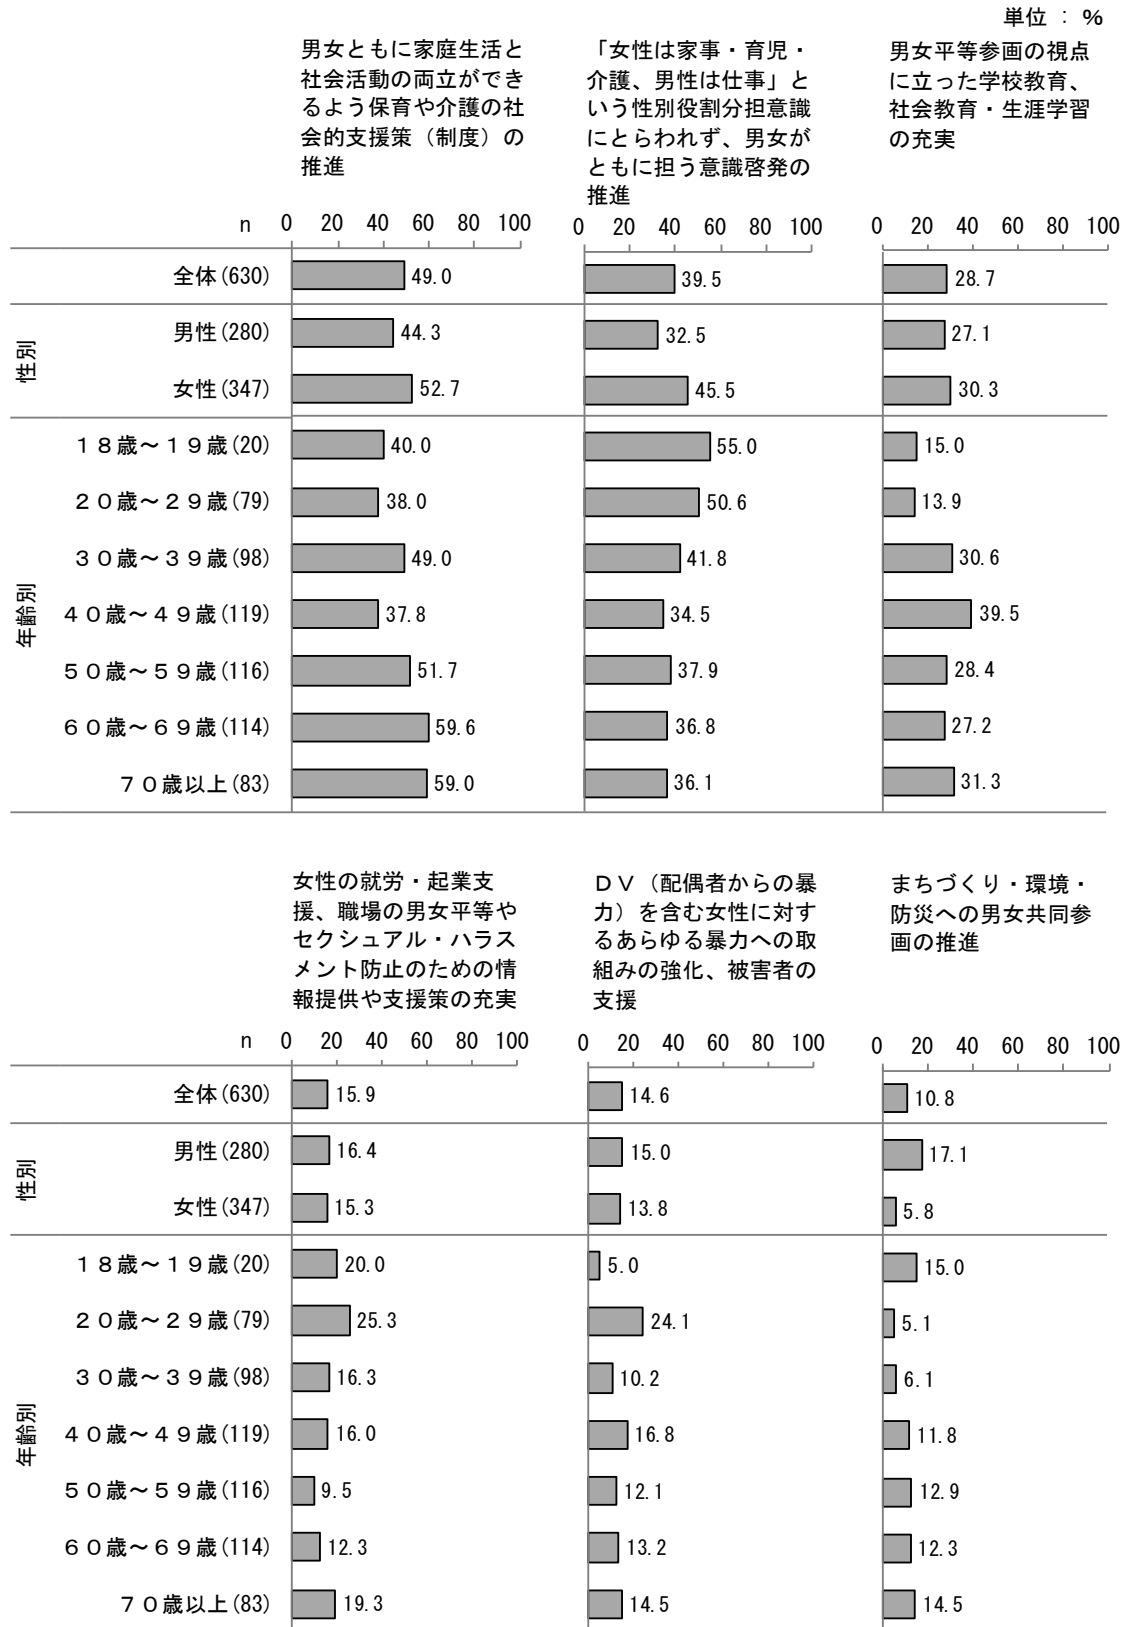 単位 : %
男女ともに家庭生活と
社会活動の両立ができ
るよう保育や介護の社
会的支援策（制度）の
推進
「女性は家事・育児・
介護、男性は仕事」と
いう性別役割分担意識
にとらわれず、男女が
ともに担う意識啓発の
推進
男女平等参画の視点
に立った学校教育、
社会教育・生涯学習
の充実
n 0 20 40 60 80 100 0 20 40 60 80 100 0 20 40 60 80 100
全体(630) 49.0 39.5 28.7
性別
男性(280) 44.3 32.5 27.1
女性(347) 52.7 45.5 30.3
年齢別
１８歳～１９歳(20) 40.0 55.0 15.0
２０歳～２９歳(79) 38.0 50.6 13.9
３０歳～３９歳(98) 49.0 41.8 30.6
４０歳～４９歳(119) 37.8 34.5 39.5
５０歳～５９歳(116) 51.7 37.9 28.4
６０歳～６９歳(114) 59.6 36.8 27.2
７０歳以上(83) 59.0 36.1 31.3
女性の就労・起業支
援、職場の男女平等や
セクシュアル・ハラス
メント防止のための情
報提供や支援策の充実
ＤＶ（配偶者からの暴
力）を含む女性に対す
るあらゆる暴力への取
組みの強化、被害者の
支援
まちづくり・環境・
防災への男女共同参
画の推進
n 0 20 40 60 80 100 0 20 40 60 80 100 0 20 40 60 80 100
全体(630) 15.9 14.6 10.8
性別
男性(280) 16.4 15.0 17.1
女性(347) 15.3 13.8 5.8
年齢別
１８歳～１９歳(20) 20.0 5.0 15.0
２０歳～２９歳(79) 25.3 24.1 5.1
３０歳～３９歳(98) 16.3 10.2 6.1
４０歳～４９歳(119) 16.0 16.8 11.8
５０歳～５９歳(116) 9.5 12.1 12.9
６０歳～６９歳(114) 12.3 13.2 12.3
７０歳以上(83) 19.3 14.5 14.5